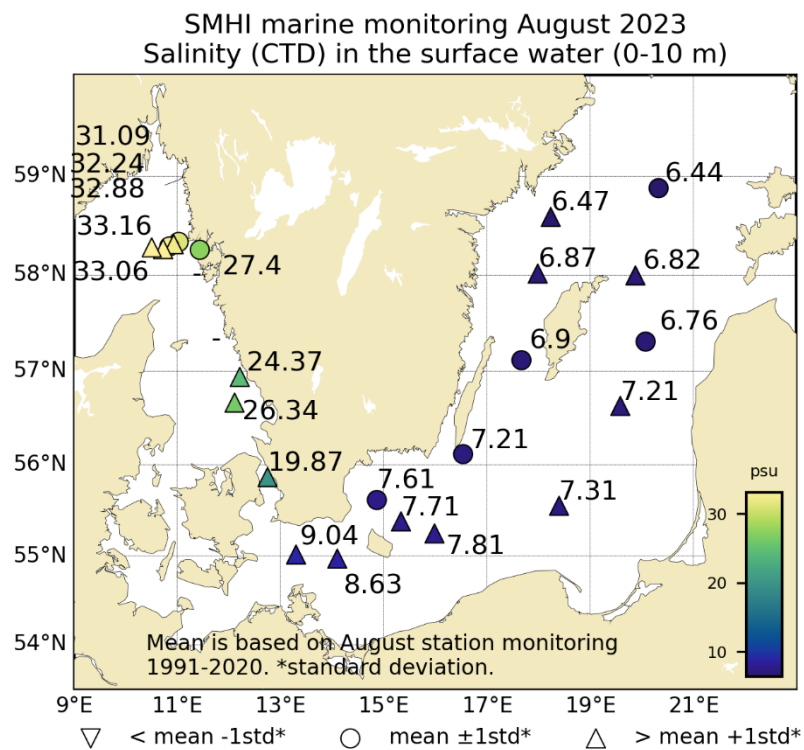 SMHI marine monitoring August 2023
Salinity (CTD) in the surface water (0-10 m)
31.09
32.24
32.88
33.16
33.06
27.4
24.37
26.34
19.87
9.04
8.63
7.61
7.71
7.81
7.21
7.31
7.21
6.9
6.76
6.87
6.82
6.47
6.44
59°N
58°N
57°N
56°N
55°N
54°N
psu
30
20
10
Mean is based on August station monitoring
1991-2020. *standard deviation.
9°E 11°E 13°E 15°E 17°E 19°E 21°E
▽ < mean -1std* ○ mean ±1std* △ > mean +1std*